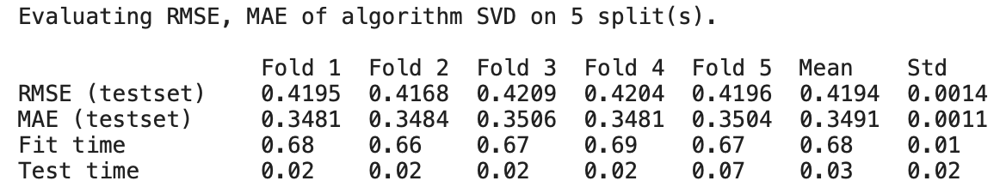 Evaluating RMSE, MAE of algorithm SVD on 5 split(s).
Fold 1 Fold 2 Fold 3 Fold 4 Fold 5 Mean Std
RMSE (testset) 0.4195 0.4168 0.4209 0.4204 0.4196 0.4194 0.0014
MAE (testset) 0.3481 0.3484 0.3506 0.3481 0.3504 0.3491 0.0011
Fit time 0.68 0.66 0.67 0.69 0.67 0.68 0.01
Test time 0.02 0.02 0.02 0.02 0.07 0.03 0.02